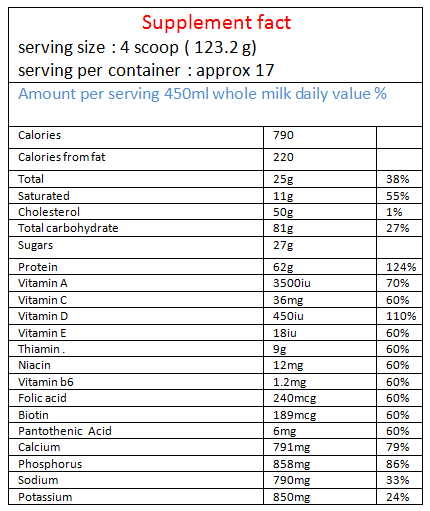 Supplement fact
serving size : 4 scoop ( 123.2 g)
serving per container : approx 17
Amount per serving 450ml whole milk daily value %
Calories 790
Calories from fat 220
Total 25g 38%
Saturated 11g 55%
Cholesterol 50g 1%
Total carbohydrate 81g 27%
Sugars 27g
Protein 62g 124%
Vitamin A 3500iu 70%
Vitamin C 36mg 60%
Vitamin D 450iu 110%
Vitamin E 18iu 60%
Thiamin . 9g 60%
Niacin 12mg 60%
Vitamin b6 1.2mg 60%
Folic acid 240mcg 60%
Biotin 189mcg 60%
Pantothenic Acid 6mg 60%
Calcium 791mg 79%
Phosphorus 858mg 86%
Sodium 790mg 33%
Potassium 850mg 24%